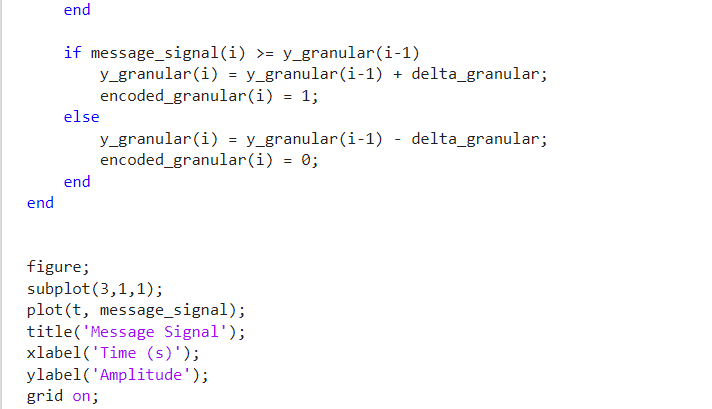 end

    if message_signal(i) >= y_granular(i-1)
        y_granular(i) = y_granular(i-1) + delta_granular;
        encoded_granular(i) = 1;
    else
        y_granular(i) = y_granular(i-1) - delta_granular;
        encoded_granular(i) = 0;
    end
end


figure;
subplot(3,1,1);
plot(t, message_signal);
title('Message Signal');
xlabel('Time (s)');
ylabel('Amplitude');
grid on;